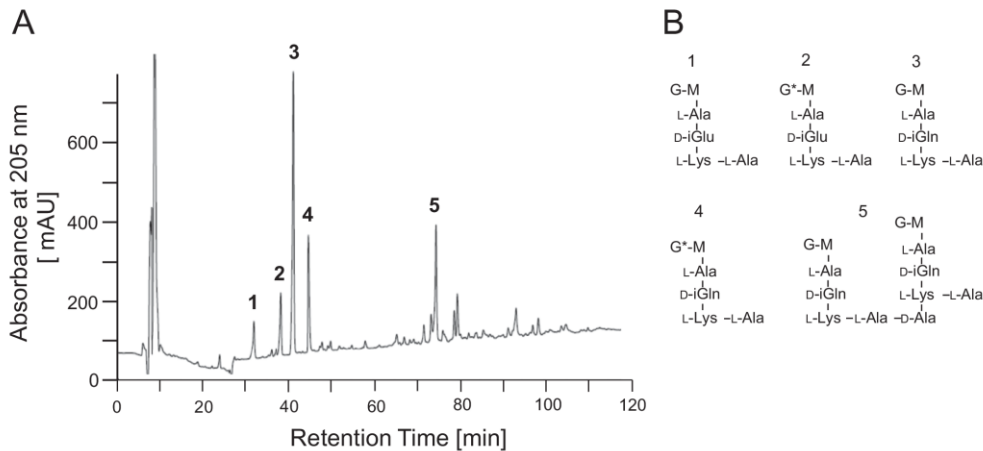 A
Absorbance at 205 nm
[ mAU]
600
400
200
0
0 20 40 60 80 100 120
Retention Time [min]
1
2
3
4
5
B
1
G-M
L-Ala
D-iGlu
L-Lys –L-Ala
2
G*-M
L-Ala
D-iGlu
L-Lys –L-Ala
3
G-M
L-Ala
D-iGln
L-Lys –L-Ala
4
G*-M
L-Ala
D-iGln
L-Lys –L-Ala
5
G-M
L-Ala
D-iGln
L-Lys –L-Ala –D-Ala
G-M
L-Ala
D-iGln
L-Lys –L-Ala